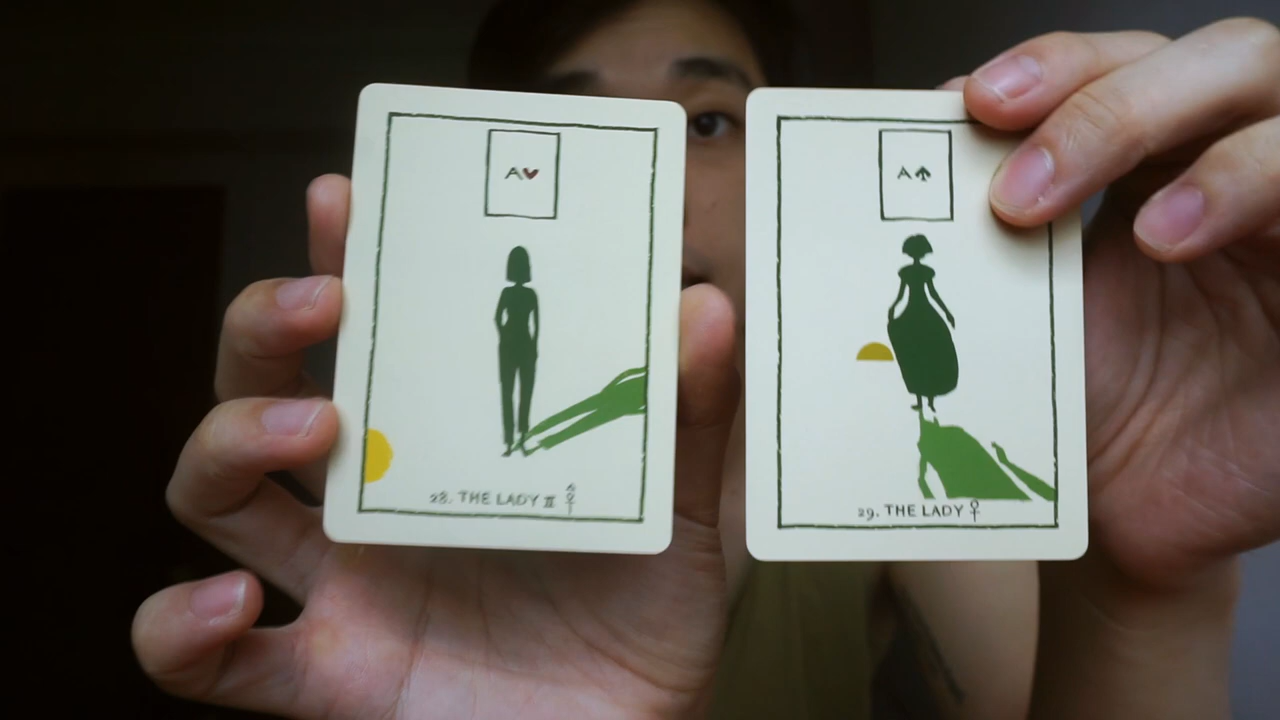 A♥
28. THE LADY II
A♠
29. THE LADY ♀